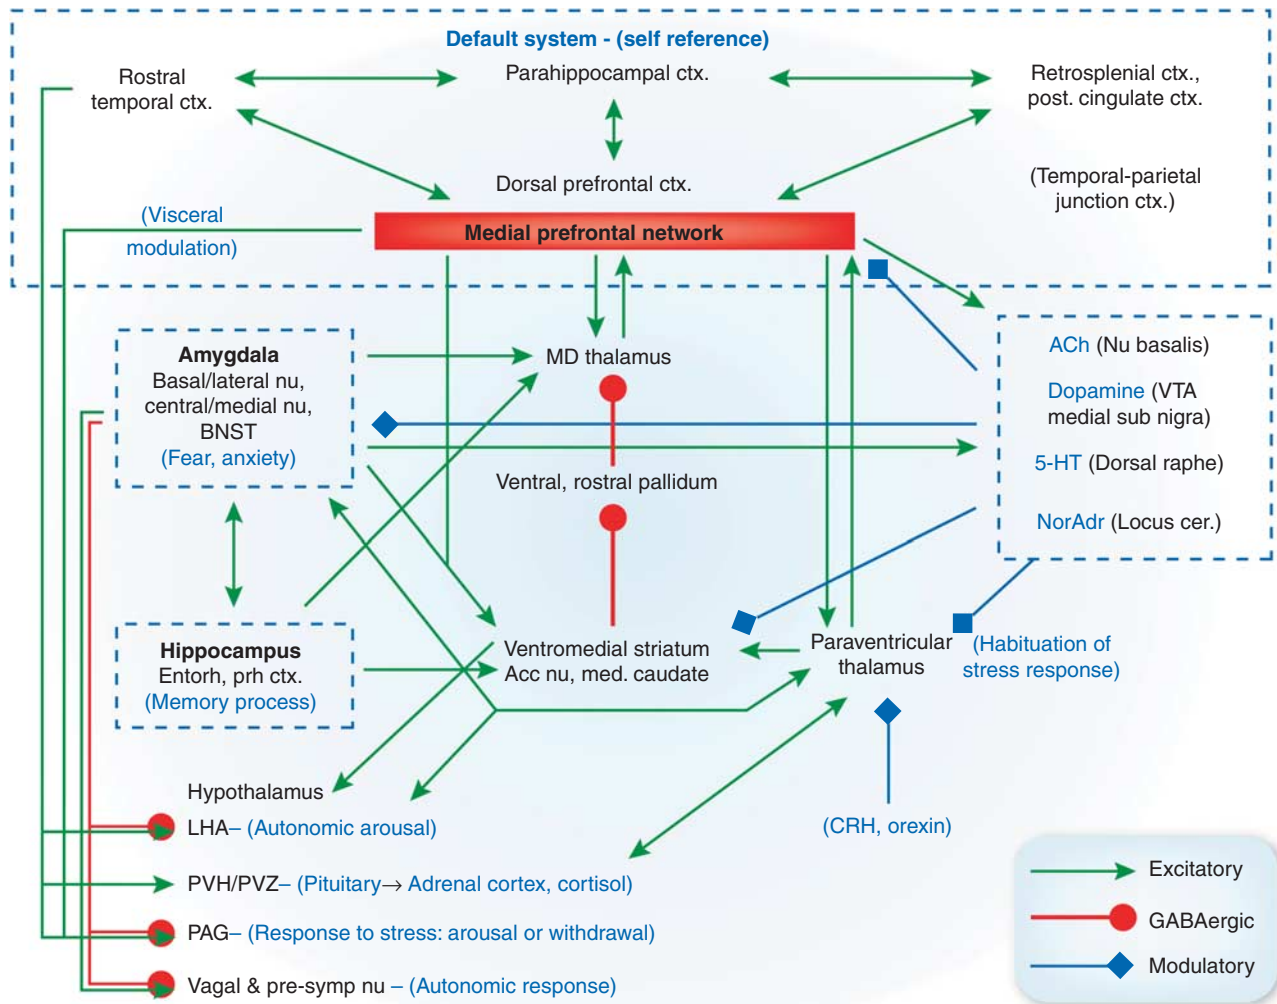 Default system - (self reference)
Rostral
temporal ctx.
Parahippocampal ctx.
Retrosplenial ctx.,
post. cingulate ctx.
Dorsal prefrontal ctx.
(Temporal-parietal
junction ctx.)
(Visceral
modulation)
Medial prefrontal network
Amygdala
Basal/lateral nu,
central/medial nu,
BNST
(Fear, anxiety)
MD thalamus
ACh (Nu basalis)
Dopamine (VTA
medial sub nigra)
5-HT (Dorsal raphe)
NorAdr (Locus cer.)
Ventral, rostral pallidum
Hippocampus
Entorh, prh ctx.
(Memory process)
Ventromedial striatum
Acc nu, med. caudate
Paraventricular
thalamus
(Habituation of
stress response)
Hypothalamus
LHA– (Autonomic arousal)
(CRH, orexin)
PVH/PVZ– (Pituitary→ Adrenal cortex, cortisol)
PAG– (Response to stress: arousal or withdrawal)
Vagal & pre-symp nu – (Autonomic response)
Excitatory
GABAergic
Modulatory